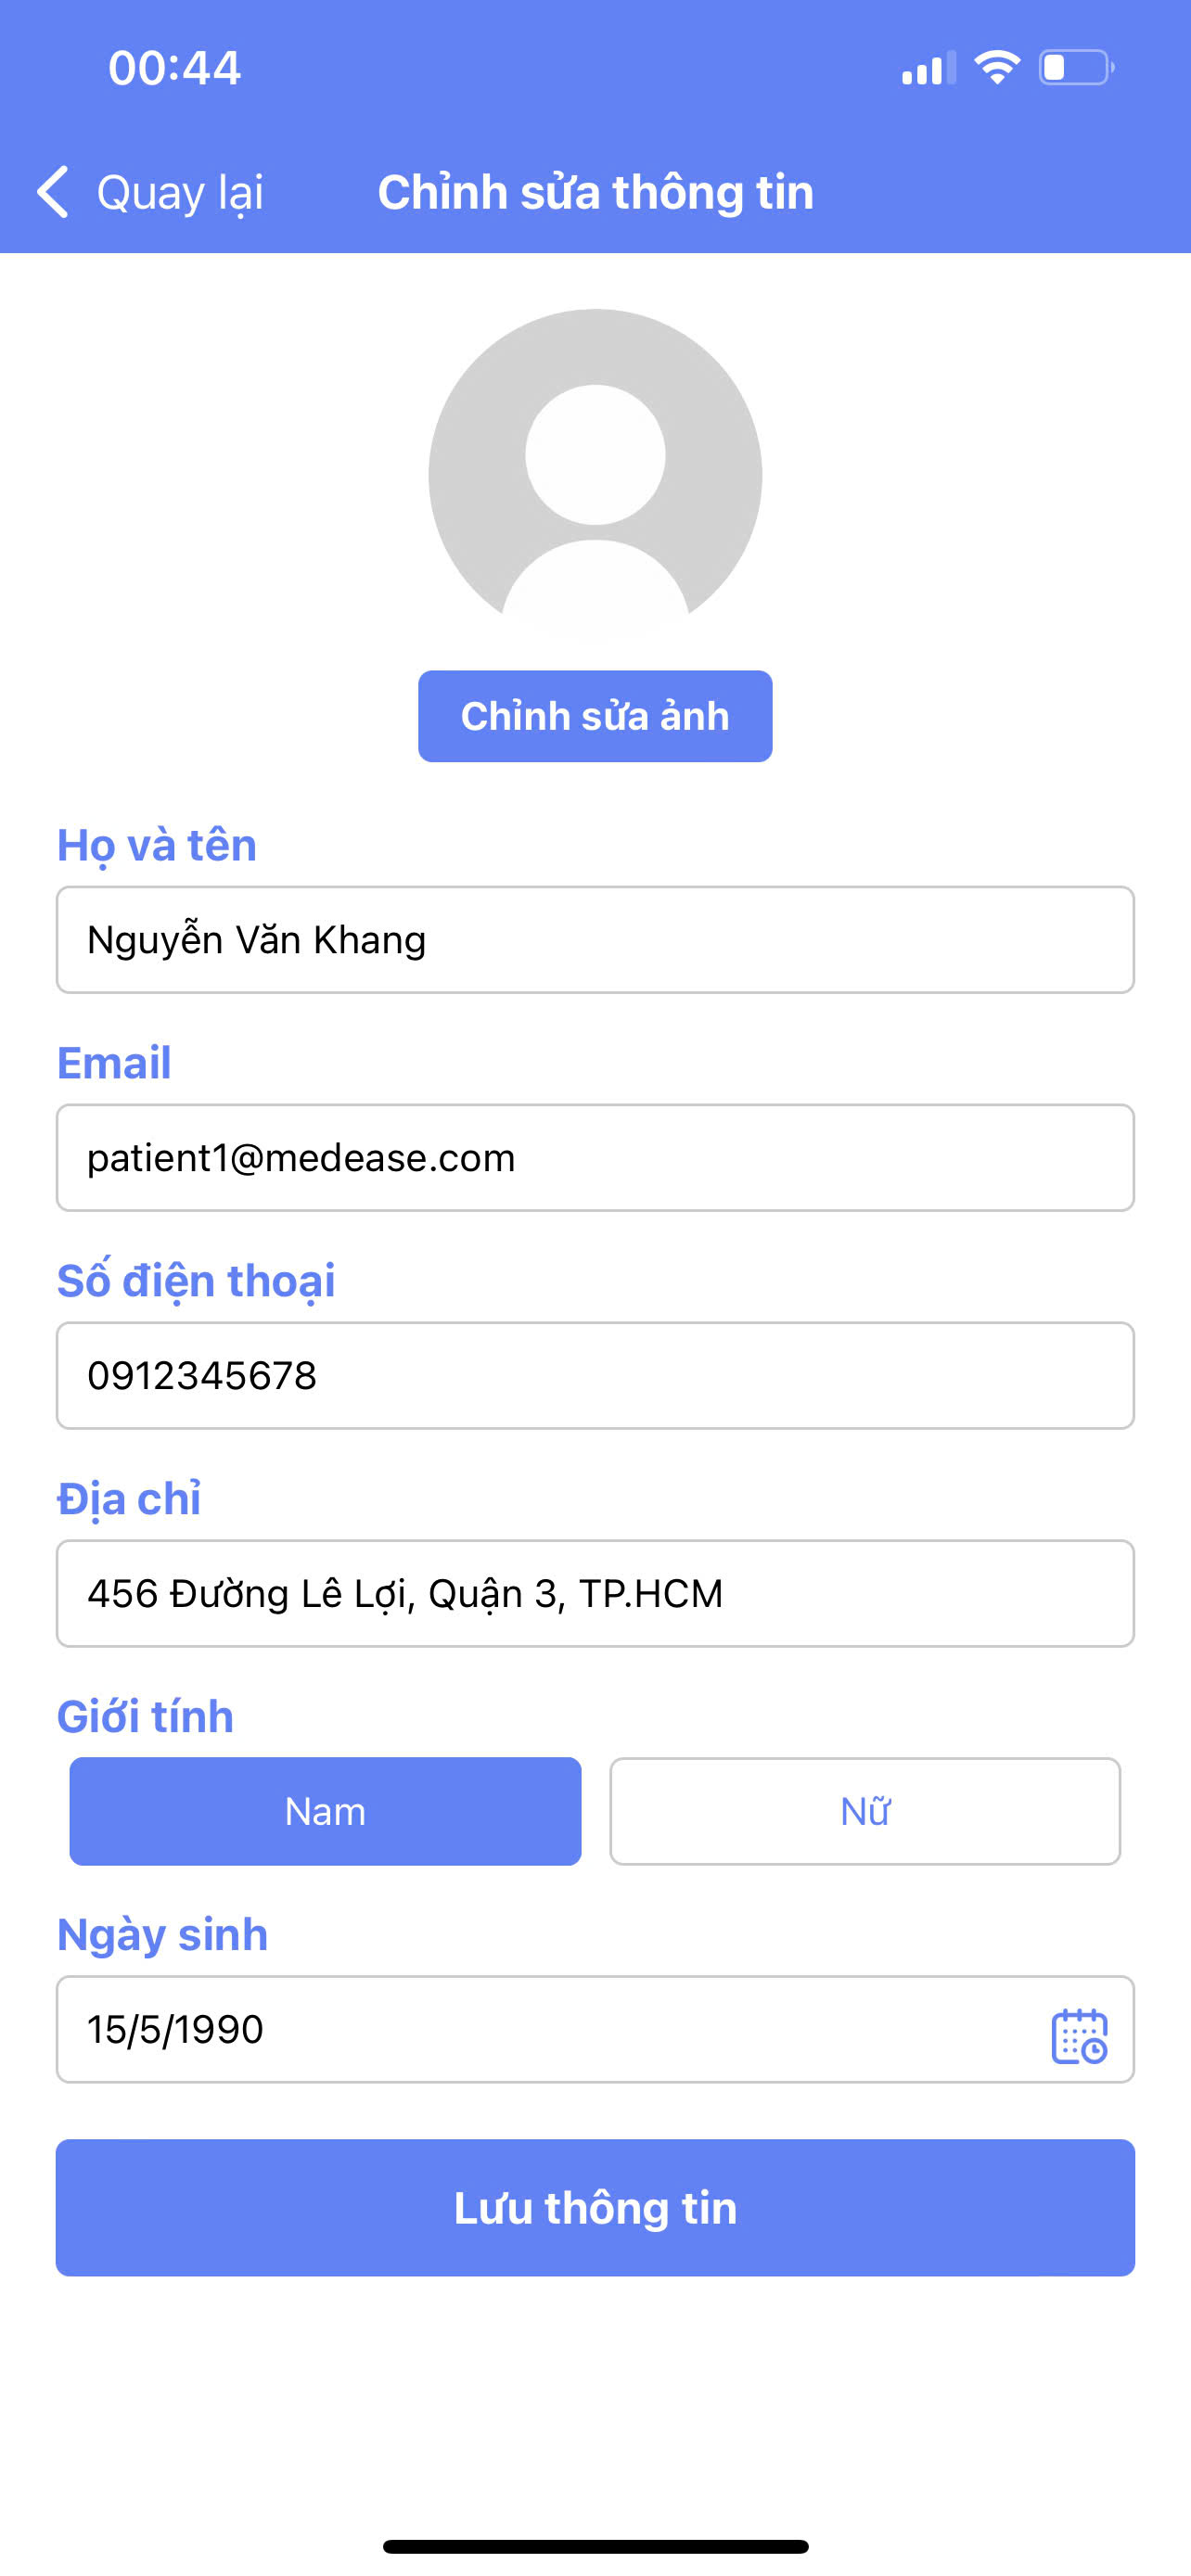 00:44
Quay lại
Chỉnh sửa thông tin
Chỉnh sửa ảnh
Họ và tên
Nguyễn Văn Khang
Email
patient1@medease.com
Số điện thoại
0912345678
Địa chỉ
456 Đường Lê Lợi, Quận 3, TP.HCM
Giới tính
Nam
Nữ
Ngày sinh
15/5/1990
Lưu thông tin